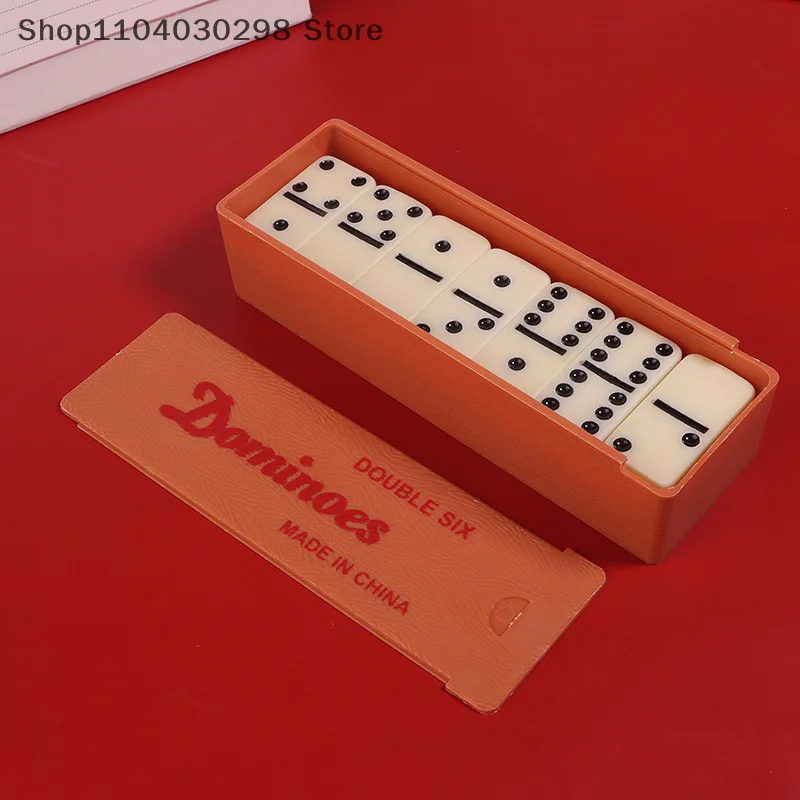 Shop1104030298 Store
DOUBLE SIX
Dominoes
MADE IN CHINA